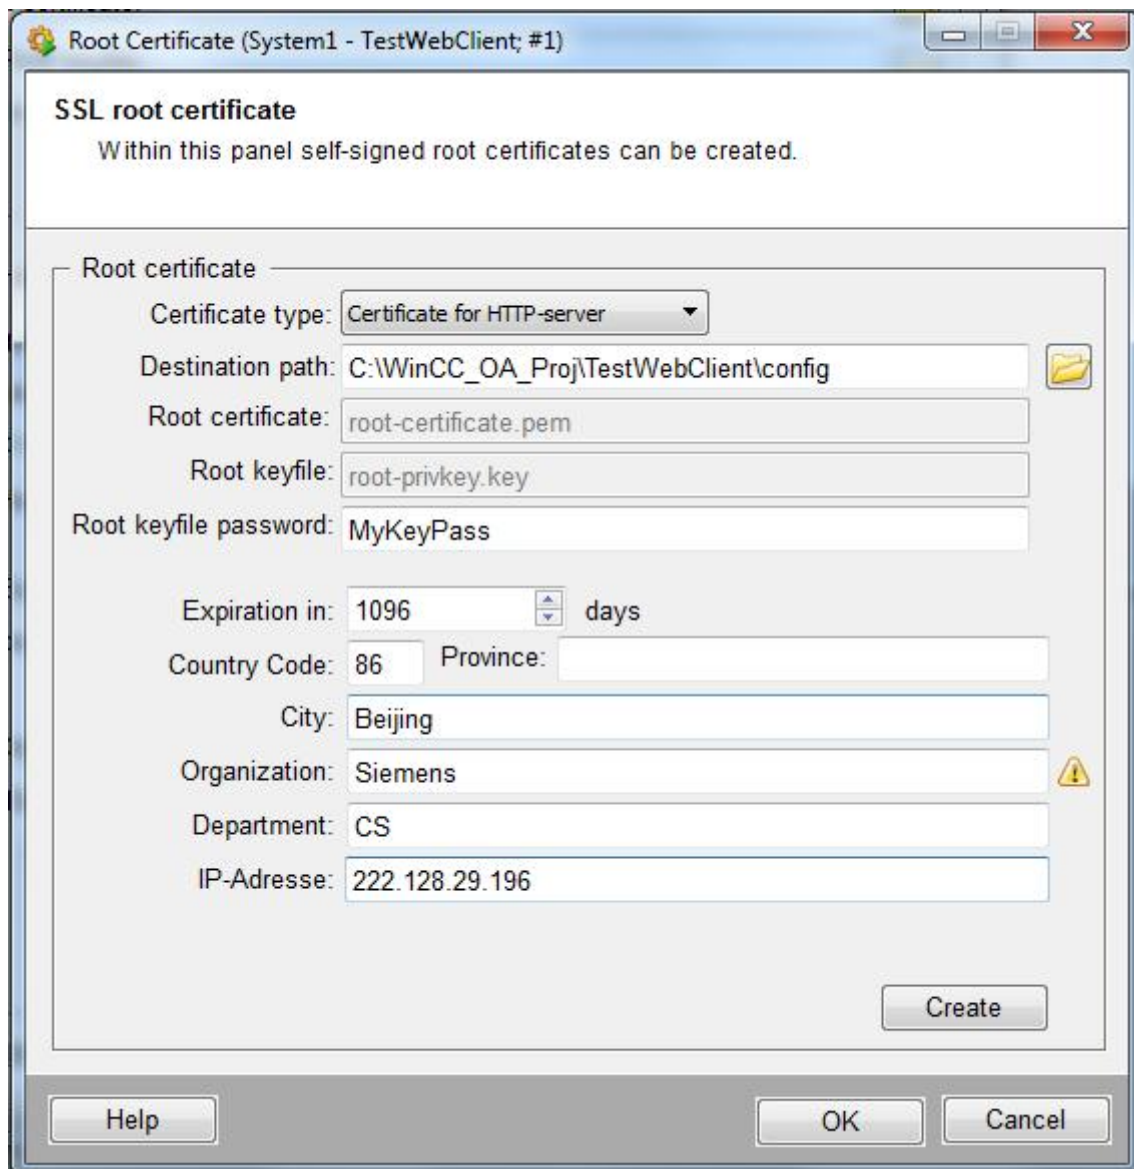 Root Certificate (System1 - TestWebClient; #1)
SSL root certificate
Within this panel self-signed root certificates can be created.
Root certificate
Certificate type: Certificate for HTTP-server
Destination path: C:\WinCC_OA_Proj\TestWebClient\config
Root certificate: root-certificate.pem
Root keyfile: root-privkey.key
Root keyfile password: MyKeyPass
Expiration in: 1096 days
Country Code: 86 Province:
City: Beijing
Organization: Siemens
Department: CS
IP-Adresse: 222.128.29.196
Create
Help OK Cancel